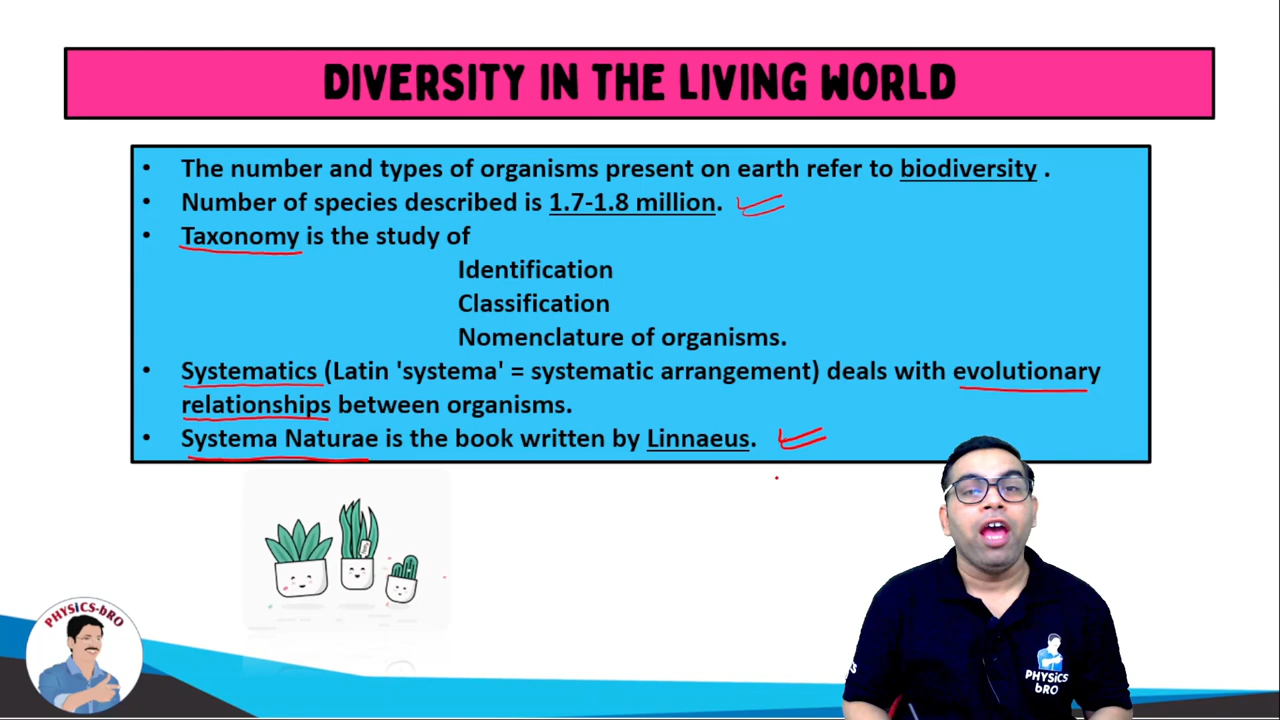 DIVERSITY IN THE LIVING WORLD
• The number and types of organisms present on earth refer to biodiversity .
• Number of species described is 1.7-1.8 million.
• Taxonomy is the study of
Identification
Classification
Nomenclature of organisms.
• Systematics (Latin 'systema' = systematic arrangement) deals with evolutionary
relationships between organisms.
• Systema Naturae is the book written by Linnaeus.
PHYSiCS-bRO
PHYSiCS
bRO